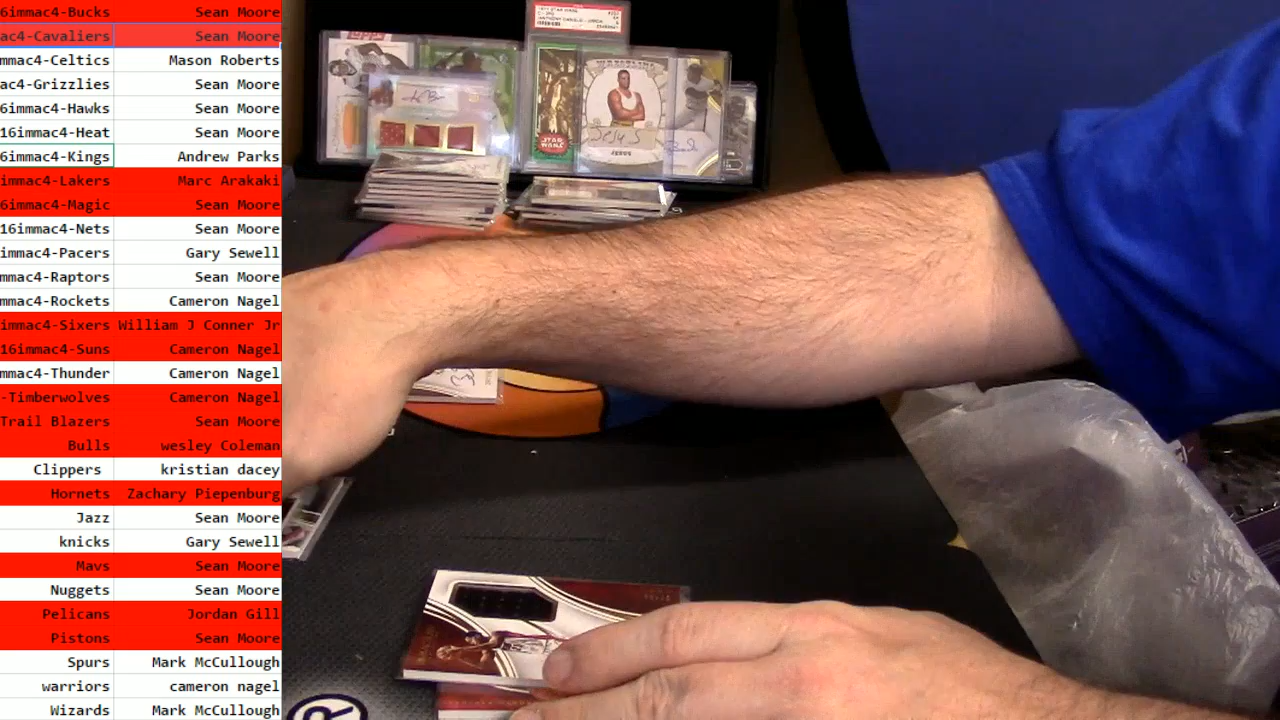 6immac4-Bucks Sean Moore
ac4-Cavaliers Sean Moore
mmac4-Celtics Mason Roberts
ac4-Grizzlies Sean Moore
6immac4-Hawks Sean Moore
16immac4-Heat Sean Moore
6immac4-Kings Andrew Parks
immac4-Lakers Marc Arakaki
6immac4-Magic Sean Moore
16immac4-Nets Sean Moore
immac4-Pacers Gary Sewell
mmac4-Raptors Sean Moore
mmac4-Rockets Cameron Nagel
immac4-Sixers William J Conner Jr
16immac4-Suns Cameron Nagel
mmac4-Thunder Cameron Nagel
-Timberwolves Cameron Nagel
Trail Blazers Sean Moore
Bulls wesley Coleman
Clippers kristian dacey
Hornets Zachary Piepenburg
Jazz Sean Moore
knicks Gary Sewell
Mavs Sean Moore
Nuggets Sean Moore
Pelicans Jordan Gill
Pistons Sean Moore
Spurs Mark McCullough
warriors cameron nagel
Wizards Mark McCullough
STAR WARS